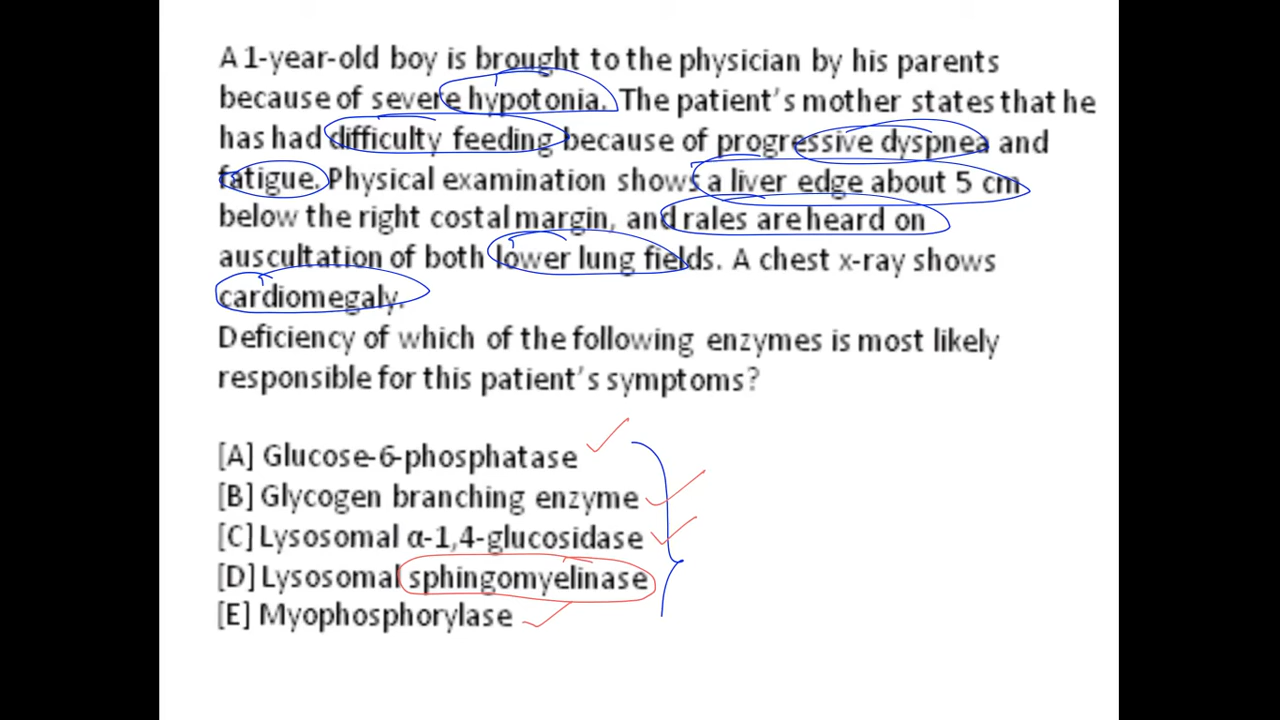 A 1-year-old boy is brought to the physician by his parents
because of severe hypotonia. The patient's mother states that he
has had difficulty feeding because of progressive dyspnea and
fatigue. Physical examination shows a liver edge about 5 cm
below the right costal margin, and rales are heard on
auscultation of both lower lung fields. A chest x-ray shows
cardiomegaly.
Deficiency of which of the following enzymes is most likely
responsible for this patient's symptoms?
[A] Glucose-6-phosphatase
[B] Glycogen branching enzyme
[C] Lysosomal α-1,4-glucosidase
[D] Lysosomal sphingomyelinase
[E] Myophosphorylase